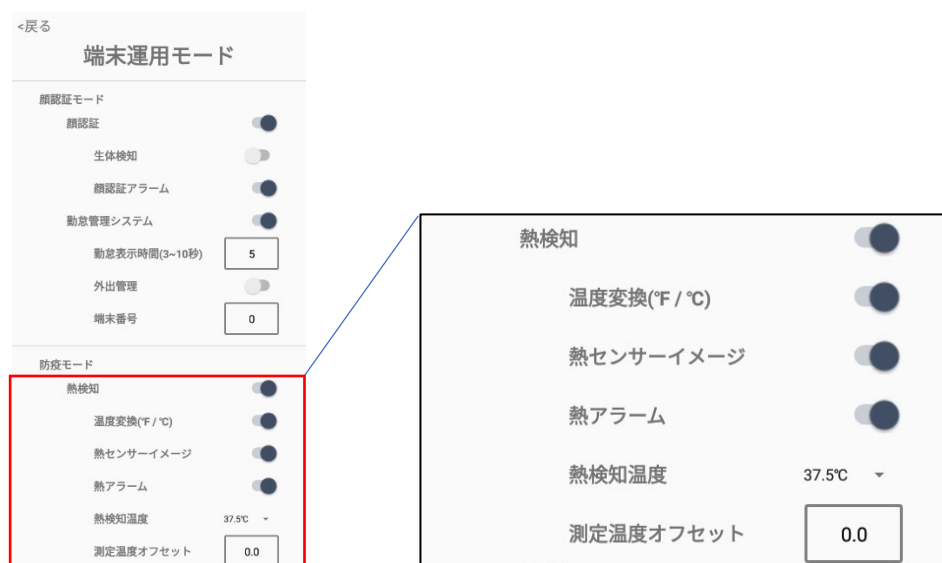 <戻る
端末運用モード
顔認証モード
顔認証
生体検知
顔認証アラーム
勤怠管理システム
勤怠表示時間(3~10秒) 5
外出管理
端末番号 0
防疫モード
熱検知
温度変換(°F / ℃)
熱センサーイメージ
熱アラーム
熱検知温度 37.5℃
測定温度オフセット 0.0
熱検知
温度変換(°F / ℃)
熱センサーイメージ
熱アラーム
熱検知温度 37.5℃
測定温度オフセット 0.0